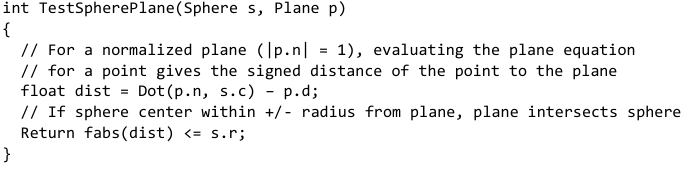 int TestSpherePlane(Sphere s, Plane p)
{
  // For a normalized plane (|p.n| = 1), evaluating the plane equation
  // for a point gives the signed distance of the point to the plane
  float dist = Dot(p.n, s.c) – p.d;
  // If sphere center within +/- radius from plane, plane intersects sphere
  Return fabs(dist) <= s.r;
}